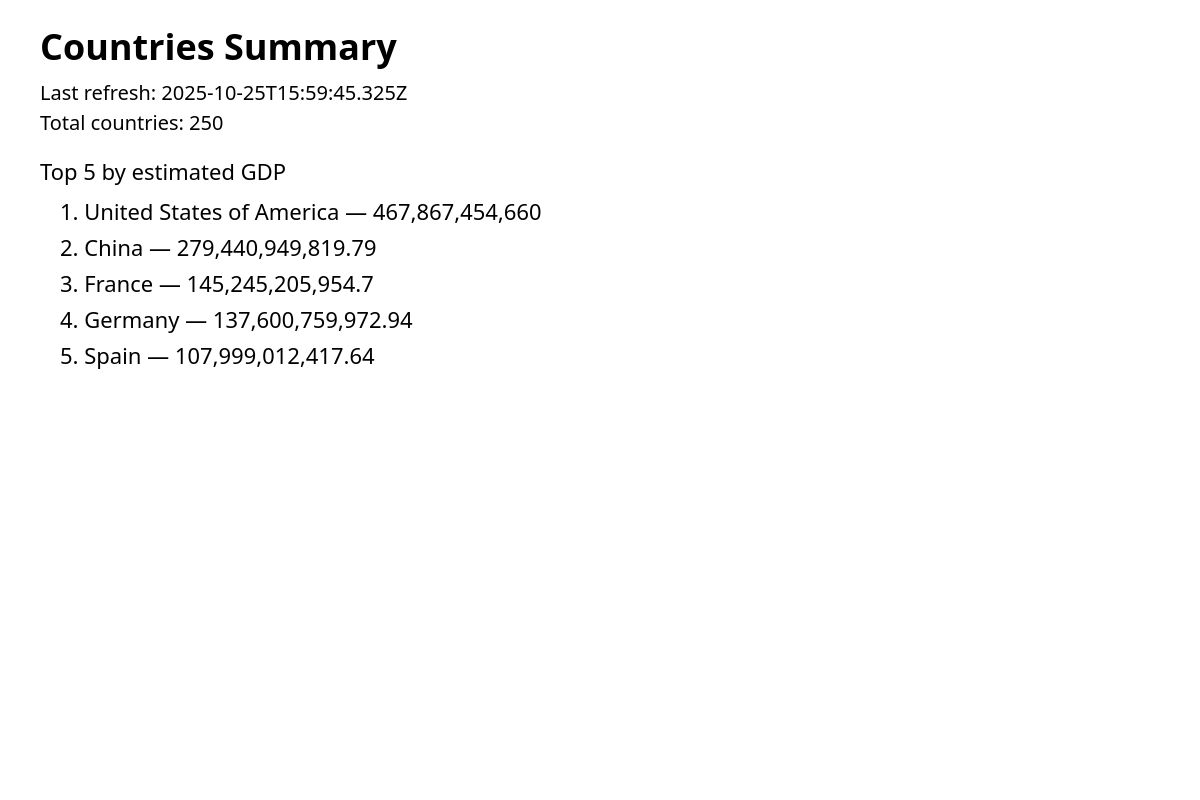 Countries Summary
Last refresh: 2025-10-25T15:59:45.325Z
Total countries: 250
Top 5 by estimated GDP
1. United States of America — 467,867,454,660
2. China — 279,440,949,819.79
3. France — 145,245,205,954.7
4. Germany — 137,600,759,972.94
5. Spain — 107,999,012,417.64